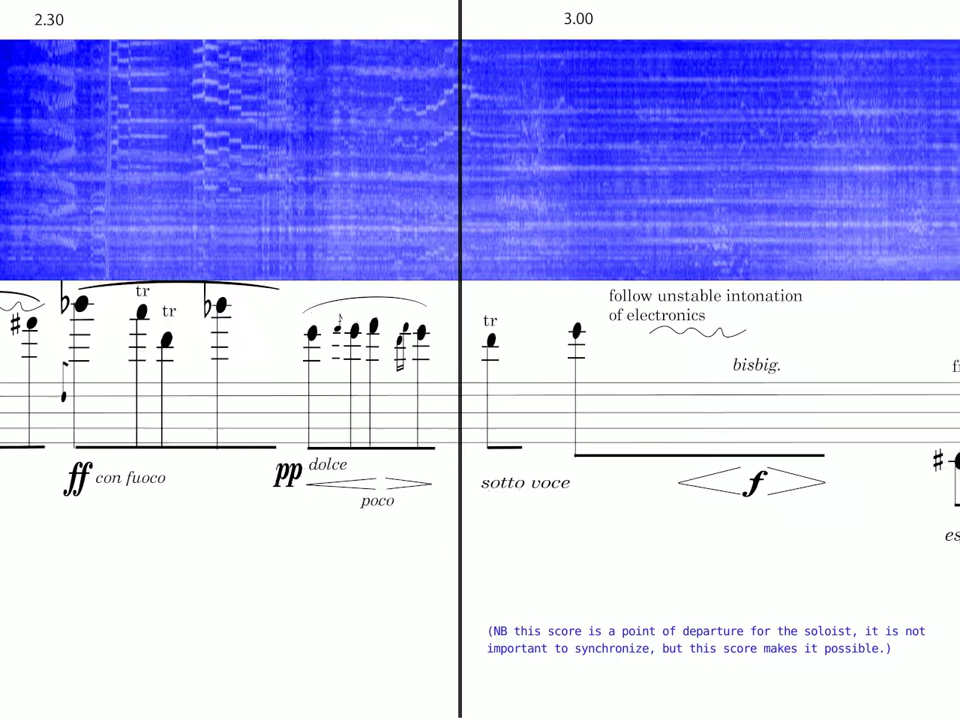 2.30
3.00
tr
tr
follow unstable intonation
of electronics
tr
bisbig.
ff con fuoco
pp dolce
poco
sotto voce
f
(NB this score is a point of departure for the soloist, it is not
important to synchronize, but this score makes it possible.)